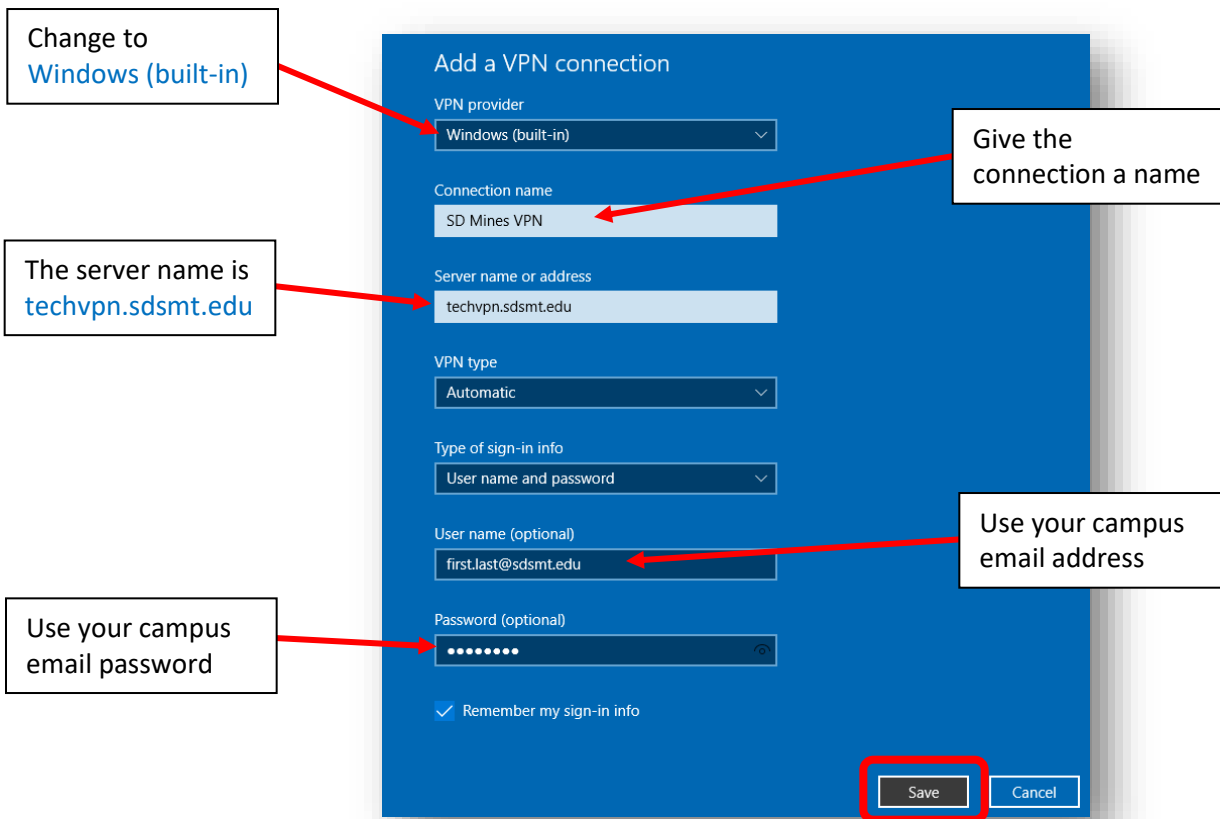 Change to
Windows (built-in)
Add a VPN connection
VPN provider
Windows (built-in)
Give the
connection a name
Connection name
SD Mines VPN
The server name is
techvpn.sdsmt.edu
Server name or address
techvpn.sdsmt.edu
VPN type
Automatic
Type of sign-in info
User name and password
Use your campus
email address
User name (optional)
first.last@sdsmt.edu
Use your campus
email password
Password (optional)
••••••••
Remember my sign-in info
Save
Cancel